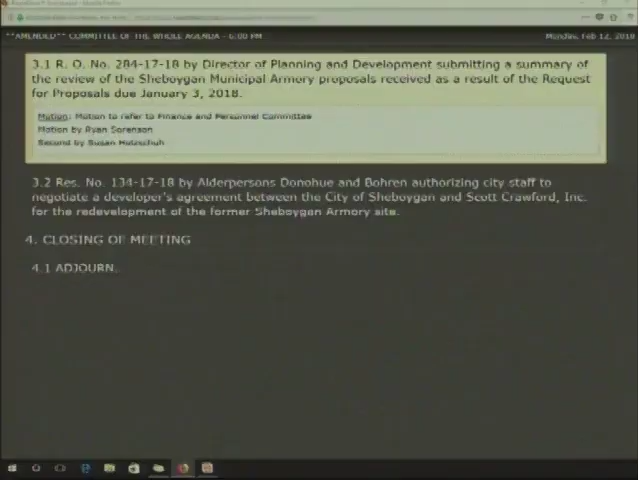 **AMENDED** COMMITTEE OF THE WHOLE AGENDA - 6:00 PM
Monday, Feb 12, 2018
3.1 R. O. No. 284-17-18 by Director of Planning and Development submitting a summary of
the review of the Sheboygan Municipal Armory proposals received as a result of the Request
for Proposals due January 3, 2018.
Motion: Motion to refer to Finance and Personnel Committee
Motion by Ryan Sorenson
Second by Susan Holzschuh
3.2 Res. No. 134-17-18 by Alderpersons Donohue and Bohren authorizing city staff to
negotiate a developer's agreement between the City of Sheboygan and Scott Crawford, Inc.
for the redevelopment of the former Sheboygan Armory site.
4. CLOSING OF MEETING
4.1 ADJOURN.